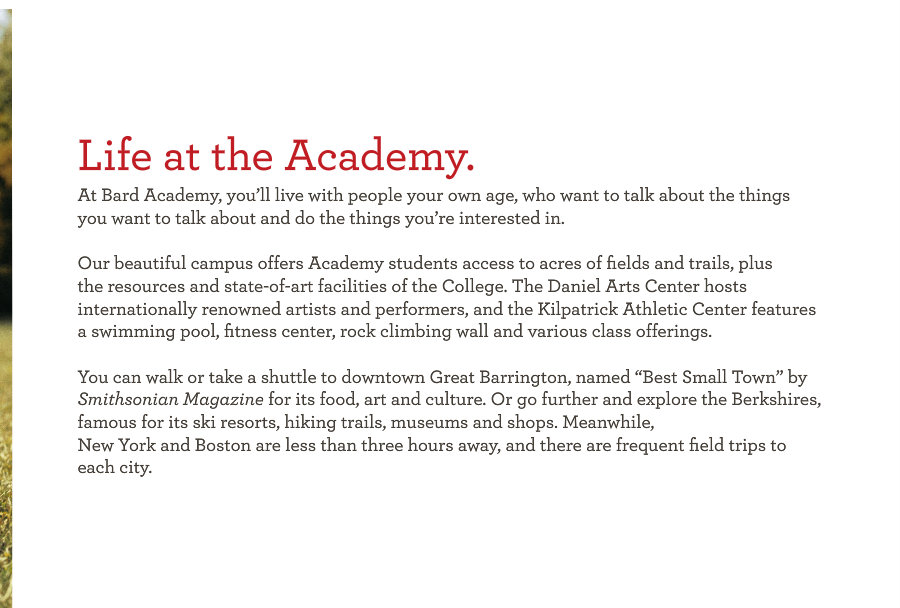 Life at the Academy.
At Bard Academy, you’ll live with people your own age, who want to talk about the things
you want to talk about and do the things you’re interested in.
Our beautiful campus offers Academy students access to acres of fields and trails, plus
the resources and state-of-art facilities of the College. The Daniel Arts Center hosts
internationally renowned artists and performers, and the Kilpatrick Athletic Center features
a swimming pool, fitness center, rock climbing wall and various class offerings.
You can walk or take a shuttle to downtown Great Barrington, named “Best Small Town” by
Smithsonian Magazine for its food, art and culture. Or go further and explore the Berkshires,
famous for its ski resorts, hiking trails, museums and shops. Meanwhile,
New York and Boston are less than three hours away, and there are frequent field trips to
each city.